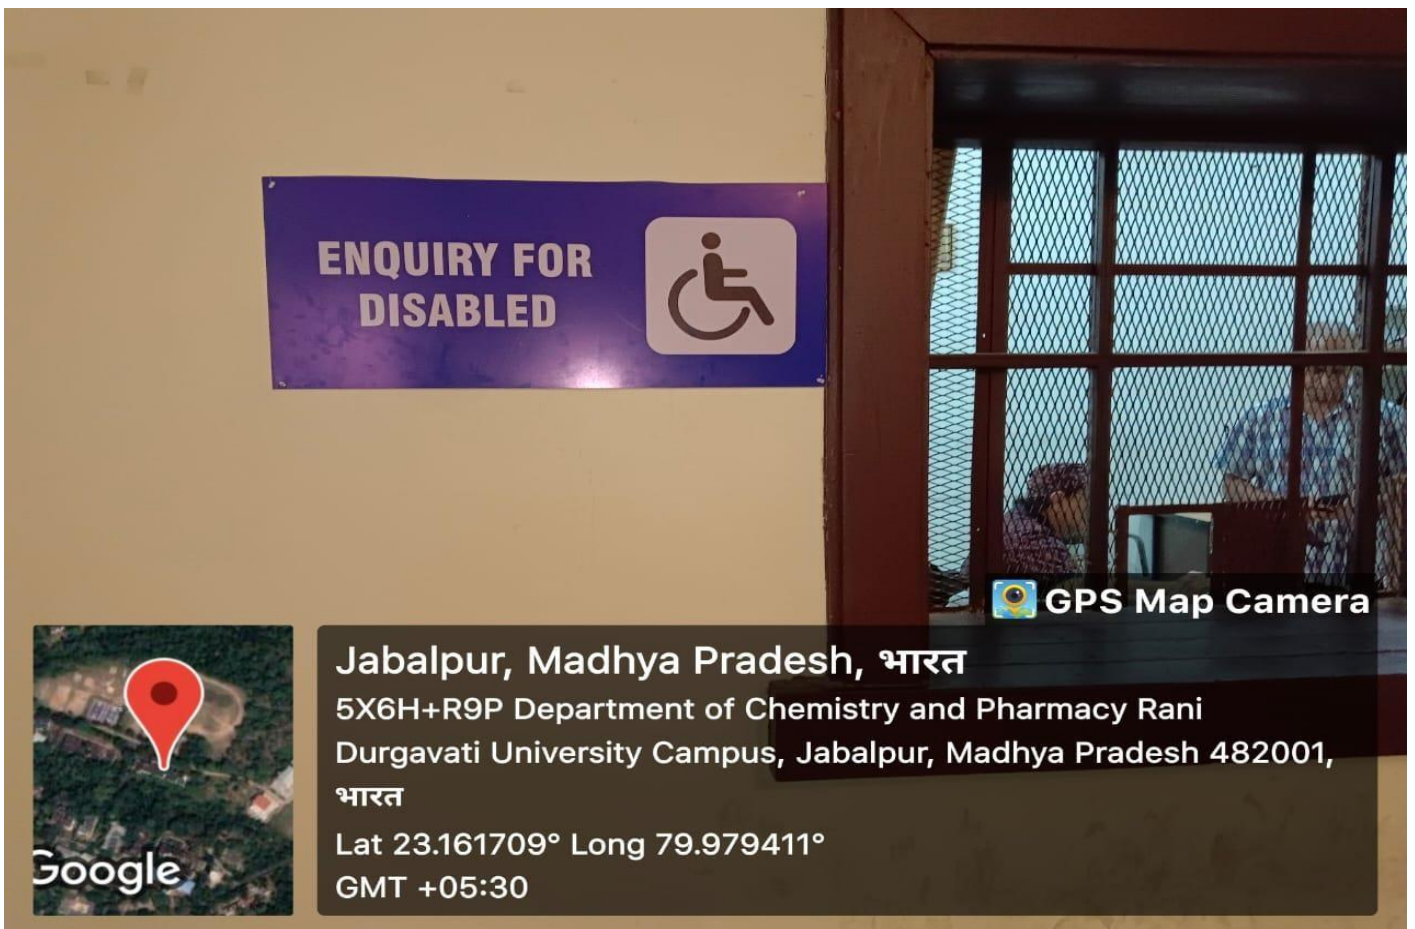 ENQUIRY FOR
DISABLED
GPS Map Camera
Jabalpur, Madhya Pradesh, भारत
5X6H+R9P Department of Chemistry and Pharmacy Rani
Durgavati University Campus, Jabalpur, Madhya Pradesh 482001,
भारत
Lat 23.161709° Long 79.979411°
GMT +05:30
Google